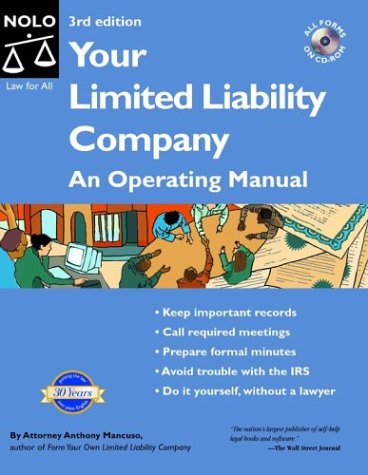 NOLO
Law for All
3rd edition
Your
Limited Liability
Company
An Operating Manual
ALL FORMS
ON CD-ROM
• Keep important records
• Call required meetings
• Prepare formal minutes
• Avoid trouble with the IRS
• Do it yourself, without a lawyer
30 Years
By Attorney Anthony Mancuso,
author of Form Your Own Limited Liability Company
"The nation's largest publisher of self-help
legal books and software."
—The Wall Street Journal